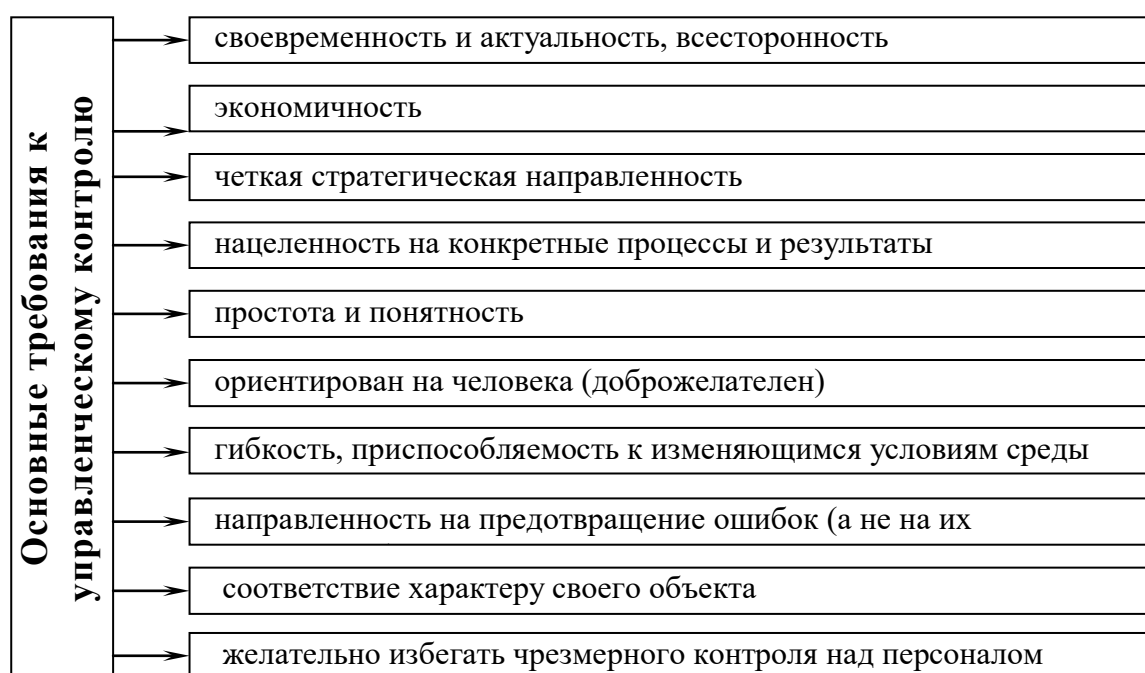 Основные требования к
управленческому контролю
своевременность и актуальность, всесторонность
экономичность
четкая стратегическая направленность
нацеленность на конкретные процессы и результаты
простота и понятность
ориентирован на человека (доброжелателен)
гибкость, приспособляемость к изменяющимся условиям среды
направленность на предотвращение ошибок (а не на их
соответствие характеру своего объекта
желательно избегать чрезмерного контроля над персоналом